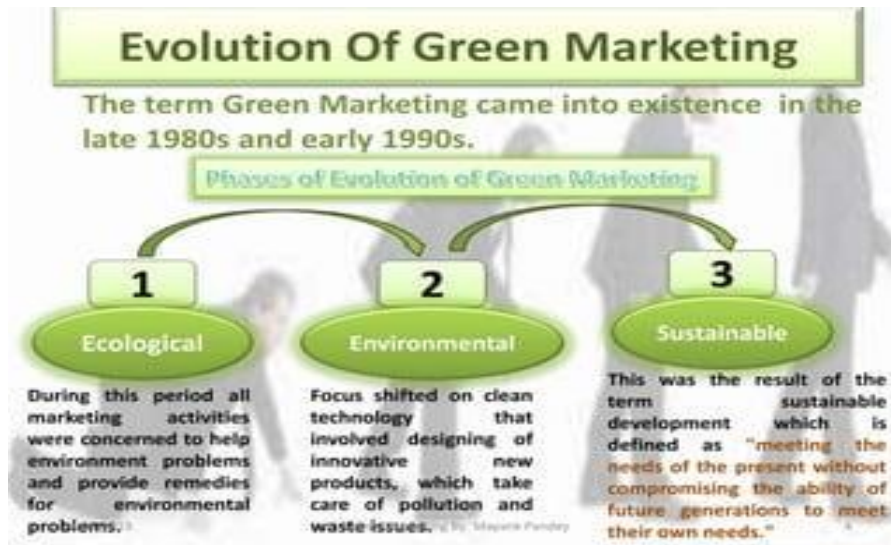 Evolution Of Green Marketing
The term Green Marketing came into existence in the
late 1980s and early 1990s.
Phases of Evolution of Green Marketing
1
Ecological
During this period all
marketing activities
were concerned to help
environment problems
and provide remedies
for environmental
problems.
2
Environmental
Focus shifted on clean
technology that
involved designing of
innovative new
products, which take
care of pollution and
waste issues.
3
Sustainable
This was the result of the
term sustainable
development which is
defined as "meeting the
needs of the present without
compromising the ability of
future generations to meet
their own needs."
By: Mayank Pandey